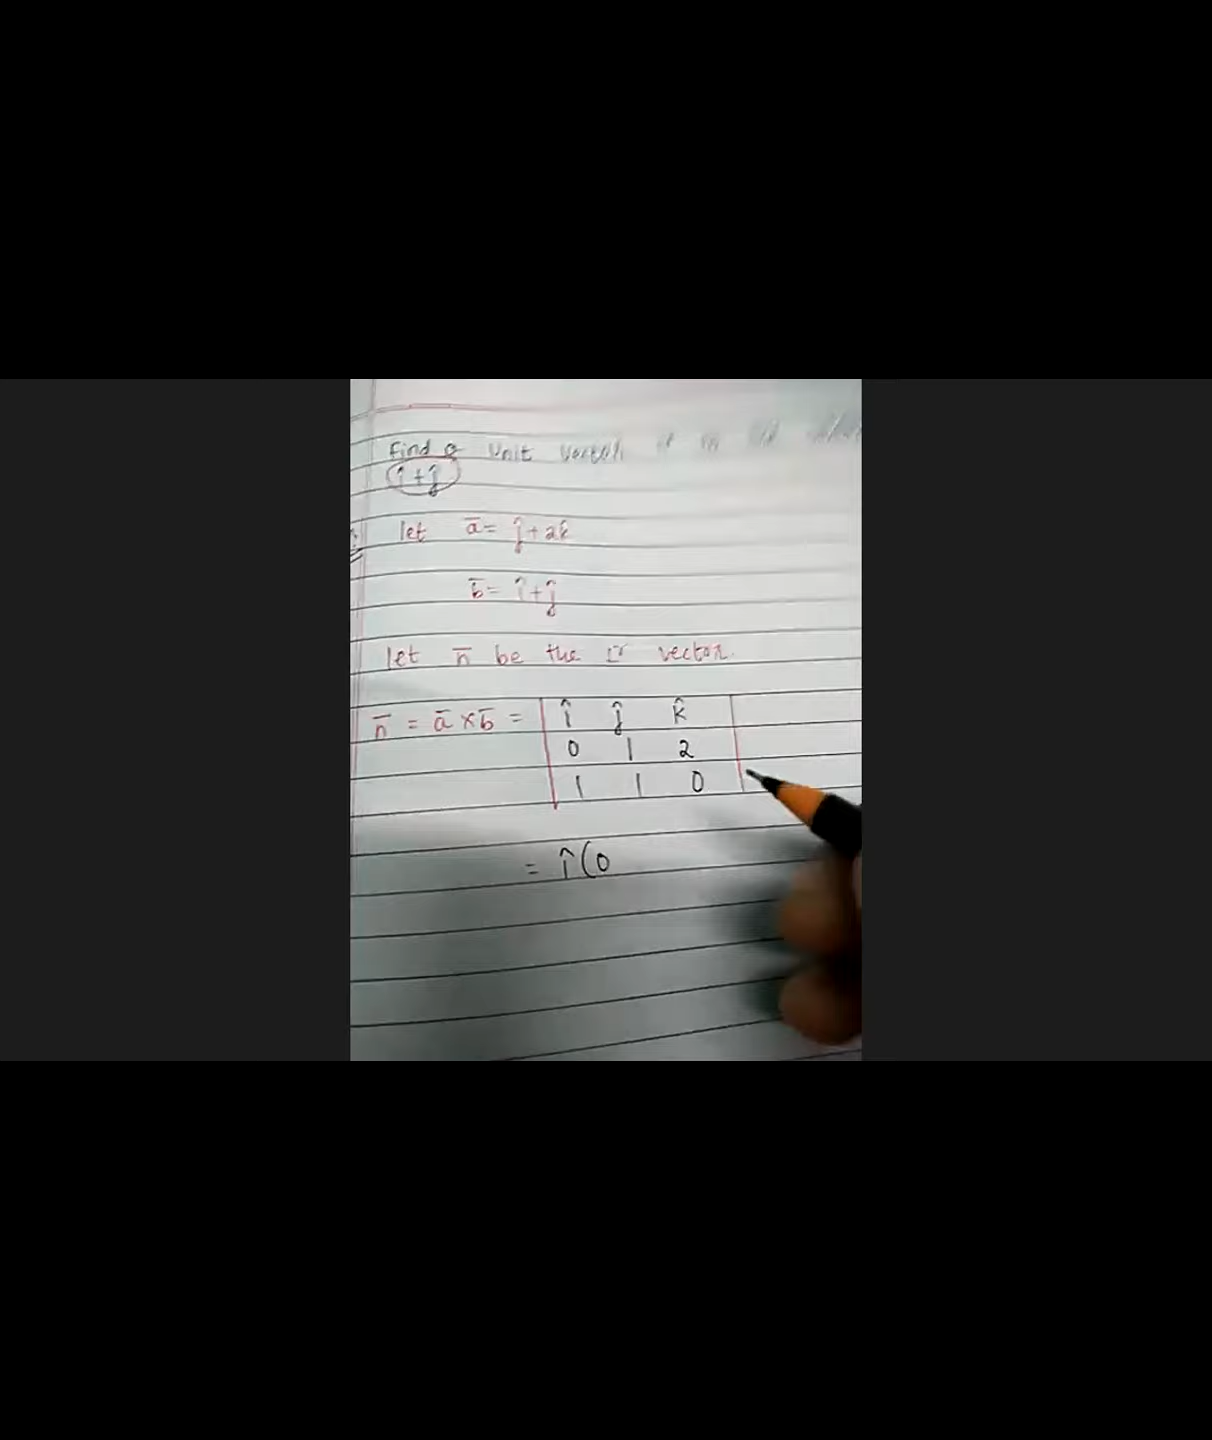 Find a unit vector
î+ĵ
let a̅ = ĵ+2k̂
b̅ = î+ĵ
let n̅ be the vector.
n̅ = a̅ × b̅ = | î ĵ k̂ |
0 1 2
1 1 0
= î(0